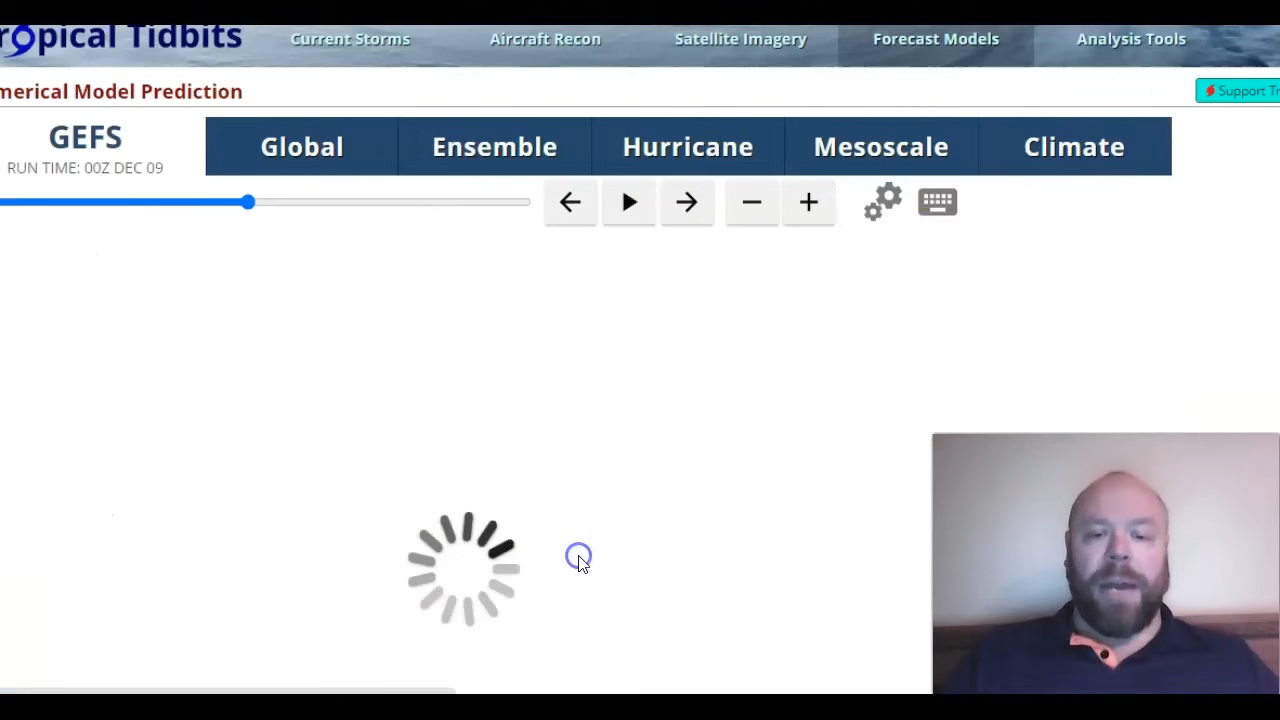 ropical Tidbits
Current Storms
Aircraft Recon
Satellite Imagery
Forecast Models
Analysis Tools
merical Model Prediction
Support Tr
GEFS
RUN TIME: 00Z DEC 09
Global
Ensemble
Hurricane
Mesoscale
Climate